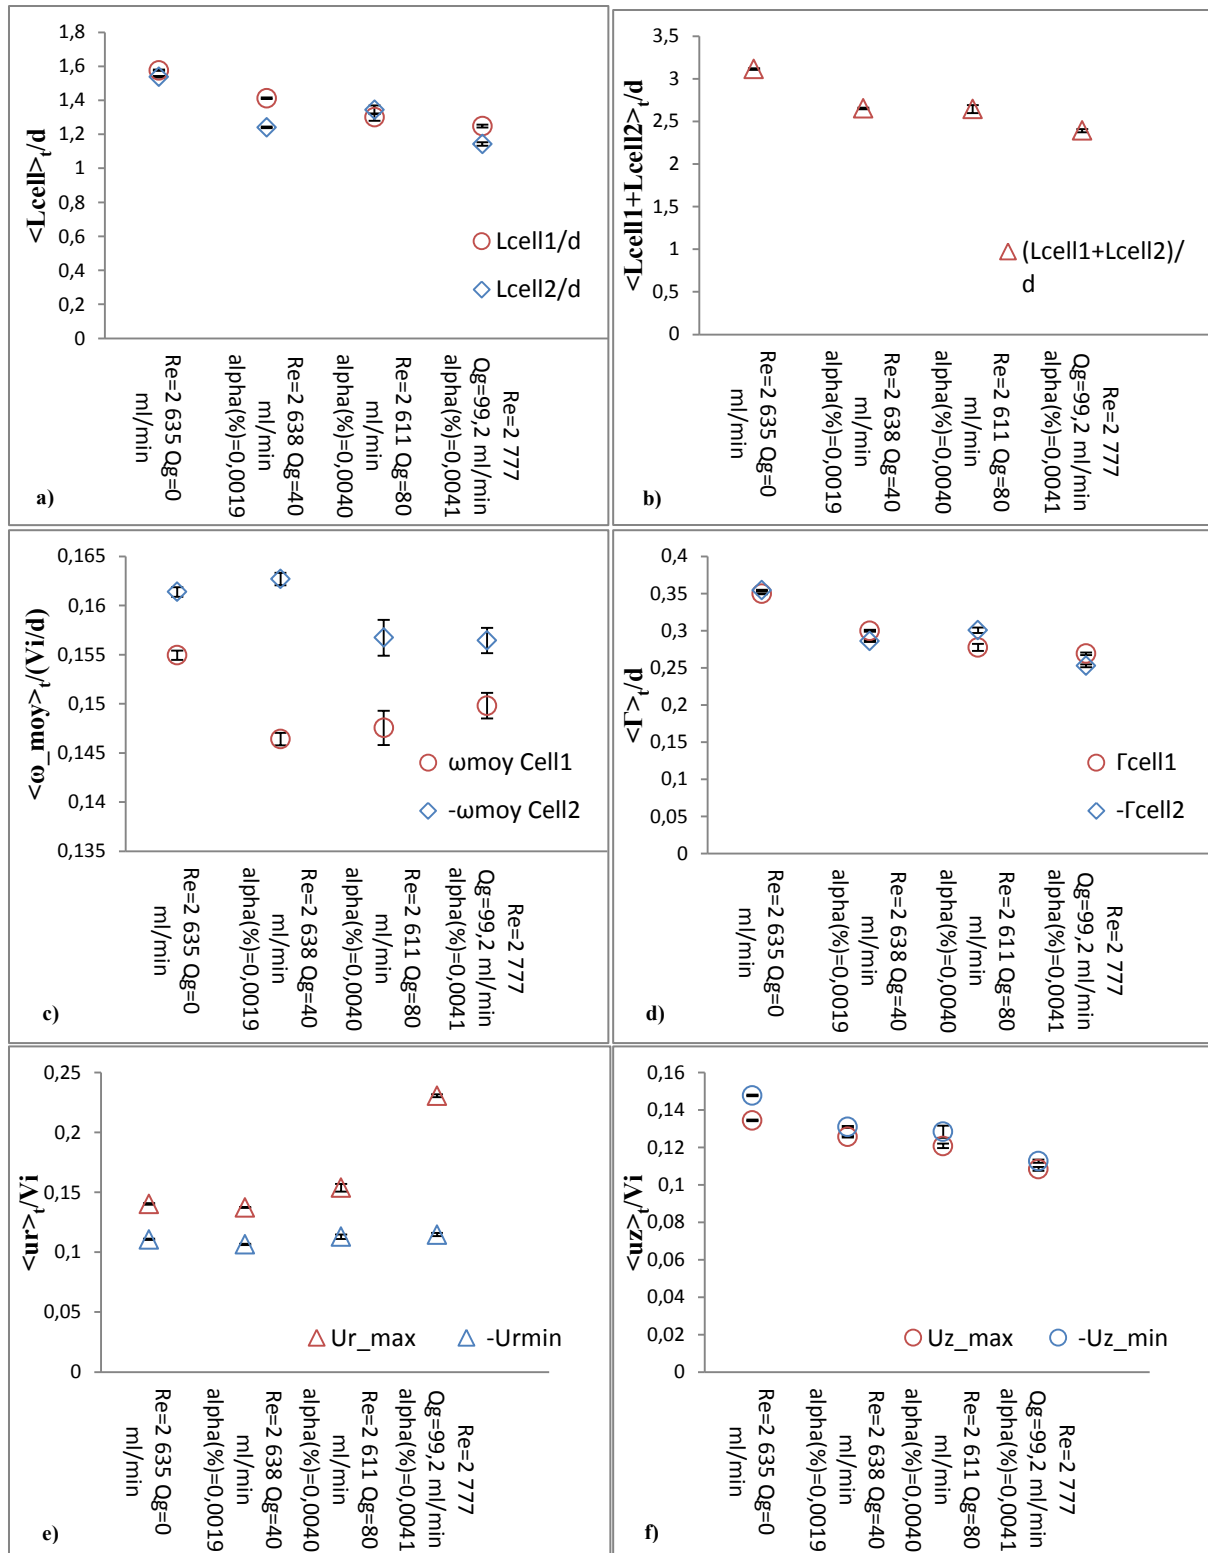 <Lcell>t/d
1,8
1,6
1,4
1,2
1
0,8
0,6
0,4
0,2
0
Lcell1/d
Lcell2/d
Re=2 635 Qg=0
ml/min
Re=2 638 Qg=40
ml/min
alpha(%)=0,0019
Re=2 611 Qg=80
ml/min
alpha(%)=0,0040
Re=2 777
Qg=99,2 ml/min
alpha(%)=0,0041
a)
<Lcell1+Lcell2>t/d
3,5
3
2,5
2
1,5
1
0,5
0
(Lcell1+Lcell2)/
d
Re=2 635 Qg=0
ml/min
Re=2 638 Qg=40
ml/min
alpha(%)=0,0019
Re=2 611 Qg=80
ml/min
alpha(%)=0,0040
Re=2 777
Qg=99,2 ml/min
alpha(%)=0,0041
b)
<ω_moy>t/(Vi/d)
0,165
0,16
0,155
0,15
0,145
0,14
0,135
ωmoy Cell1
-ωmoy Cell2
Re=2 635 Qg=0
ml/min
Re=2 638 Qg=40
ml/min
alpha(%)=0,0019
Re=2 611 Qg=80
ml/min
alpha(%)=0,0040
Re=2 777
Qg=99,2 ml/min
alpha(%)=0,0041
c)
<Γ>t/d
0,4
0,35
0,3
0,25
0,2
0,15
0,1
0,05
0
Γcell1
-Γcell2
Re=2 635 Qg=0
ml/min
Re=2 638 Qg=40
ml/min
alpha(%)=0,0019
Re=2 611 Qg=80
ml/min
alpha(%)=0,0040
Re=2 777
Qg=99,2 ml/min
alpha(%)=0,0041
d)
<ur>t/Vi
0,25
0,2
0,15
0,1
0,05
0
Ur_max
-Urmin
Re=2 635 Qg=0
ml/min
Re=2 638 Qg=40
ml/min
alpha(%)=0,0019
Re=2 611 Qg=80
ml/min
alpha(%)=0,0040
Re=2 777
Qg=99,2 ml/min
alpha(%)=0,0041
e)
<uz>t/Vi
0,16
0,14
0,12
0,1
0,08
0,06
0,04
0,02
0
Uz_max
-Uz_min
Re=2 635 Qg=0
ml/min
Re=2 638 Qg=40
ml/min
alpha(%)=0,0019
Re=2 611 Qg=80
ml/min
alpha(%)=0,0040
Re=2 777
Qg=99,2 ml/min
alpha(%)=0,0041
f)